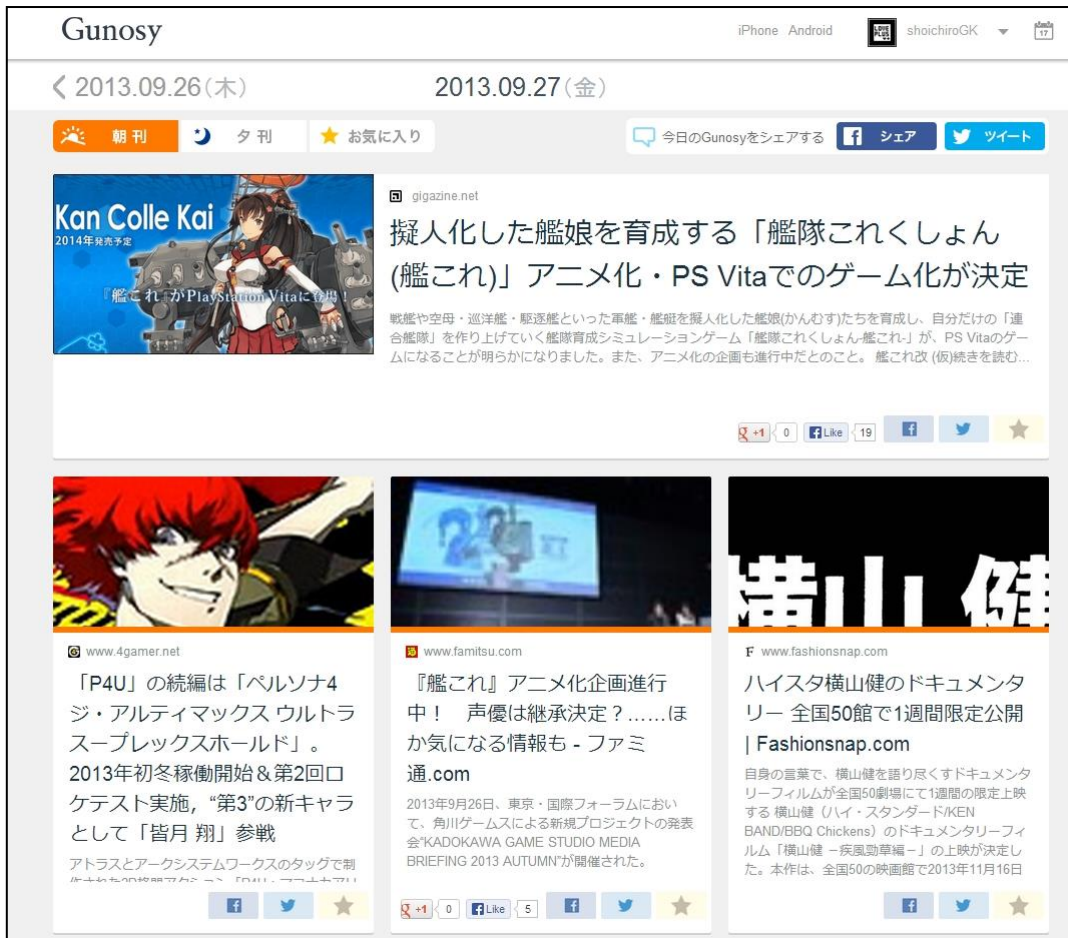 Gunosy
iPhone Android shoichiroGK 17
2013.09.26(木) 2013.09.27(金)
朝刊 夕刊 お気に入り 今日のGunosyをシェアする シェア ツイート
Kan Colle Kai
2014年発売予定
『艦これ』がPlayStation Vitaに登場!
gigazine.net
擬人化した艦娘を育成する「艦隊これくしょん
(艦これ)」アニメ化・PS Vitaでのゲーム化が決定
戦艦や空母・巡洋艦・駆逐艦といった軍艦・艦艇を擬人化した艦娘(かんむす)たちを育成し、自分だけの「連
合艦隊」を作り上げていく艦隊育成シミュレーションゲーム「艦隊これくしょん-艦これ-」が、PS Vitaのゲー
ムになることが明らかになりました。また、アニメ化の企画も進行中だとのこと。 艦これ改 (仮)続きを読む...
+1 0 Like 19
www.4gamer.net
「P4U」の続編は「ペルソナ4
ジ・アルティマックス ウルトラ
スープレックスホールド」。
2013年初冬稼働開始&第2回ロ
ケテスト実施,“第3”の新キャラ
として「皆月 翔」参戦
アトラスとアークシステムワークスのタッグで制
www.famitsu.com
『艦これ』アニメ化企画進行
中! 声優は継承決定?……ほ
か気になる情報も - ファミ
通.com
2013年9月26日、東京・国際フォーラムにおい
て、角川ゲームスによる新規プロジェクトの発表
会“KADOKAWA GAME STUDIO MEDIA
BRIEFING 2013 AUTUMN”が開催された。
+1 0 Like 5
横山健
www.fashionsnap.com
ハイスタ横山健のドキュメンタ
リー 全国50館で1週間限定公開
| Fashionsnap.com
自身の言葉で、横山健を語り尽くすドキュメンタ
リーフィルムが全国50劇場にて1週間の限定上映
する 横山健(ハイ・スタンダード/KEN
BAND/BBQ Chickens)のドキュメンタリーフィ
ルム「横山健 −疾風勁草編−」の上映が決定し
た。本作は、全国50の映画館で2013年11月16日